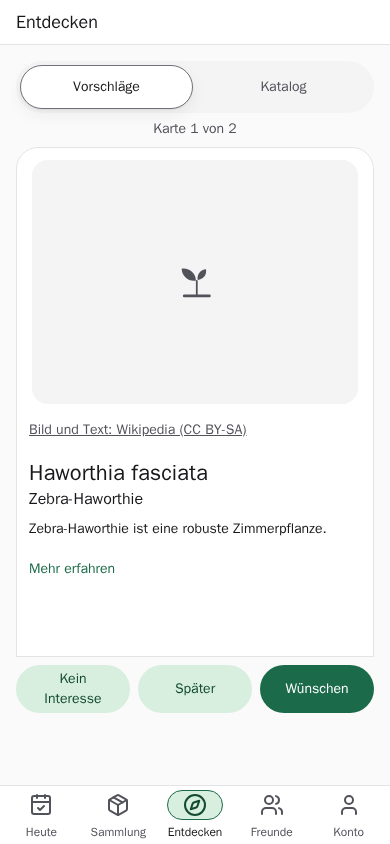 Entdecken
Vorschläge
Katalog
Karte 1 von 2
Bild und Text: Wikipedia (CC BY-SA)
Haworthia fasciata
Zebra-Haworthie
Zebra-Haworthie ist eine robuste Zimmerpflanze.
Mehr erfahren
Kein
Interesse
Später
Wünschen
Heute
Sammlung
Entdecken
Freunde
Konto